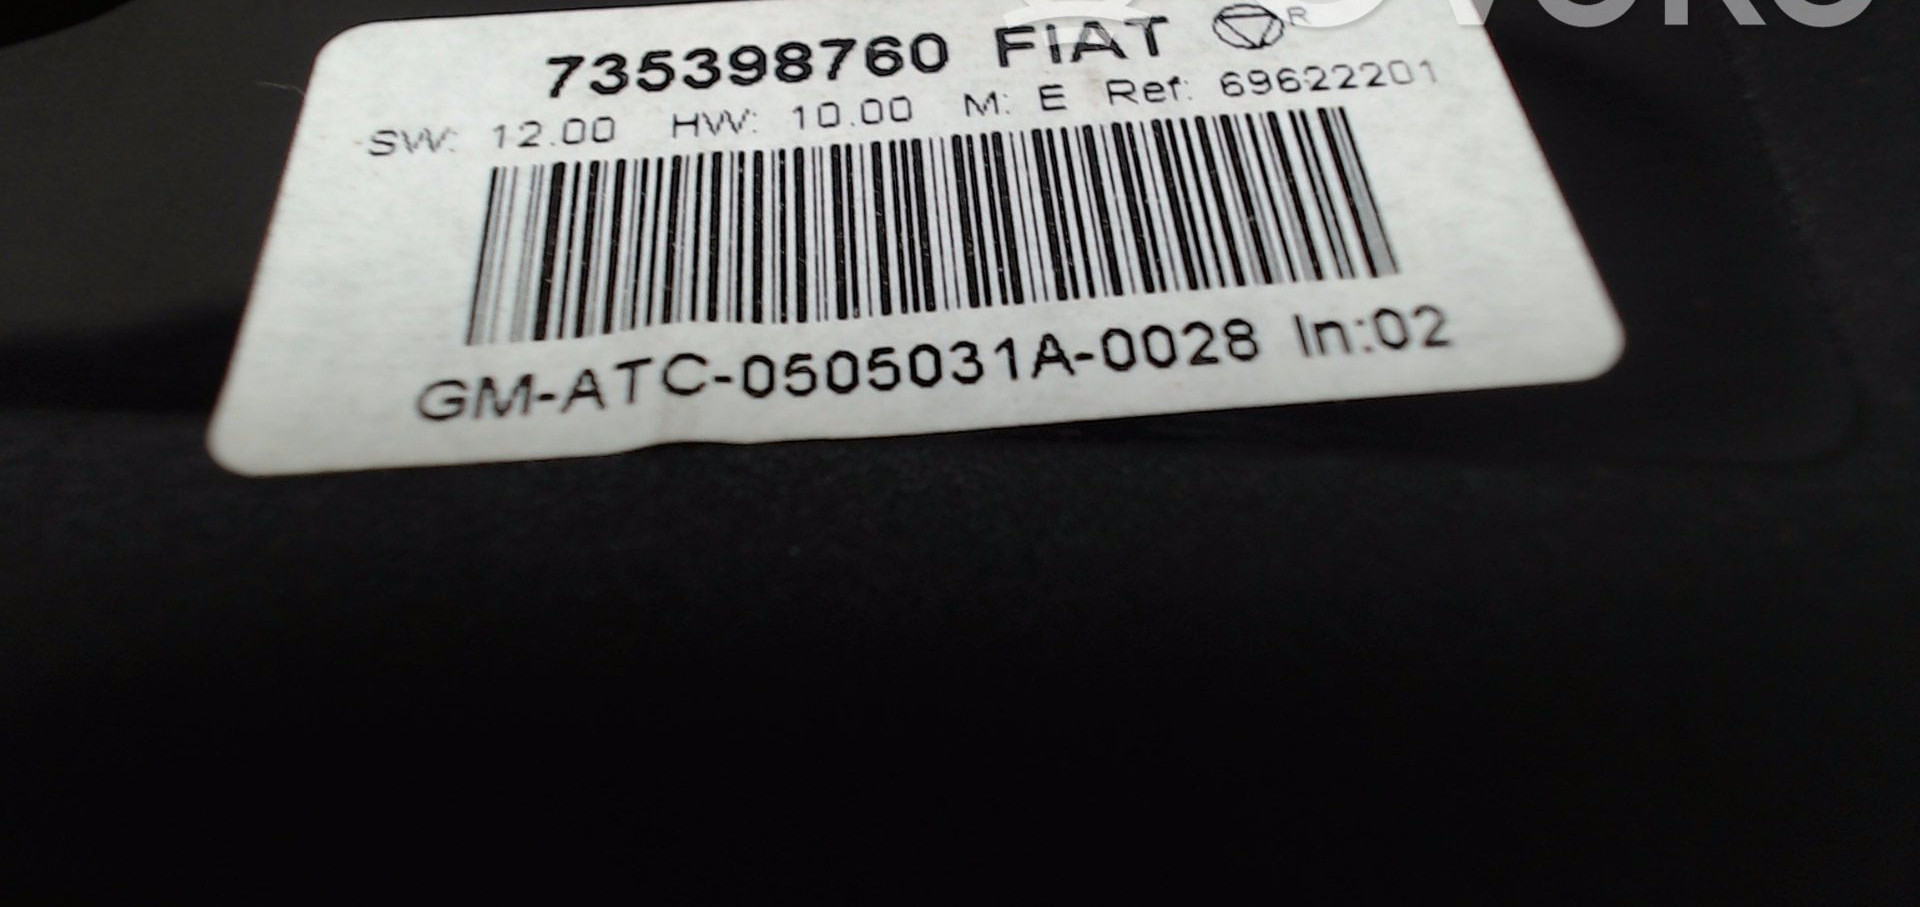 735398760 FIAT R
SW: 12.00 HW: 10.00 M: E Ref: 69622201
GM-ATC-0505031A-0028 In:02